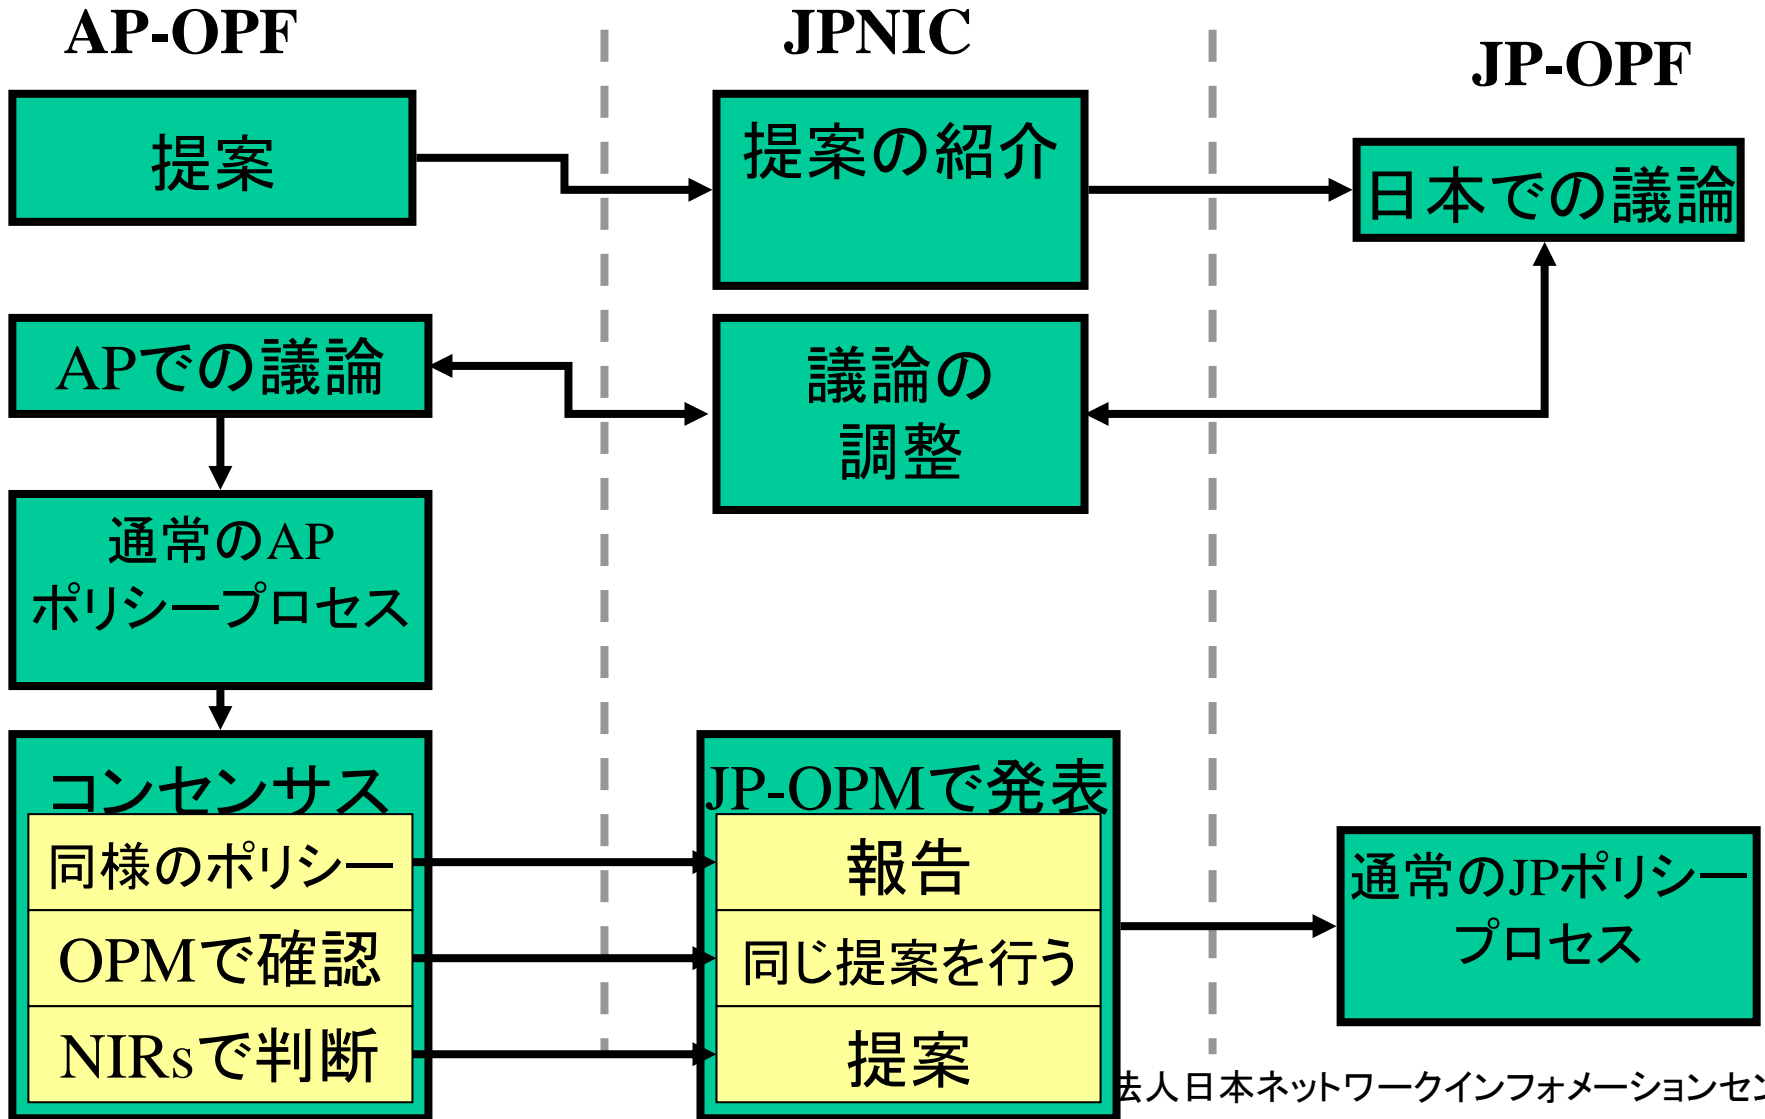 AP-OPF
JPNIC
JP-OPF
提案
提案の紹介
日本での議論
APでの議論
議論の
調整
通常のAP
ポリシープロセス
コンセンサス
同様のポリシー
OPMで確認
NIRsで判断
JP-OPMで発表
報告
同じ提案を行う
提案
通常のJPポリシー
プロセス
法人日本ネットワークインフォメーションセン